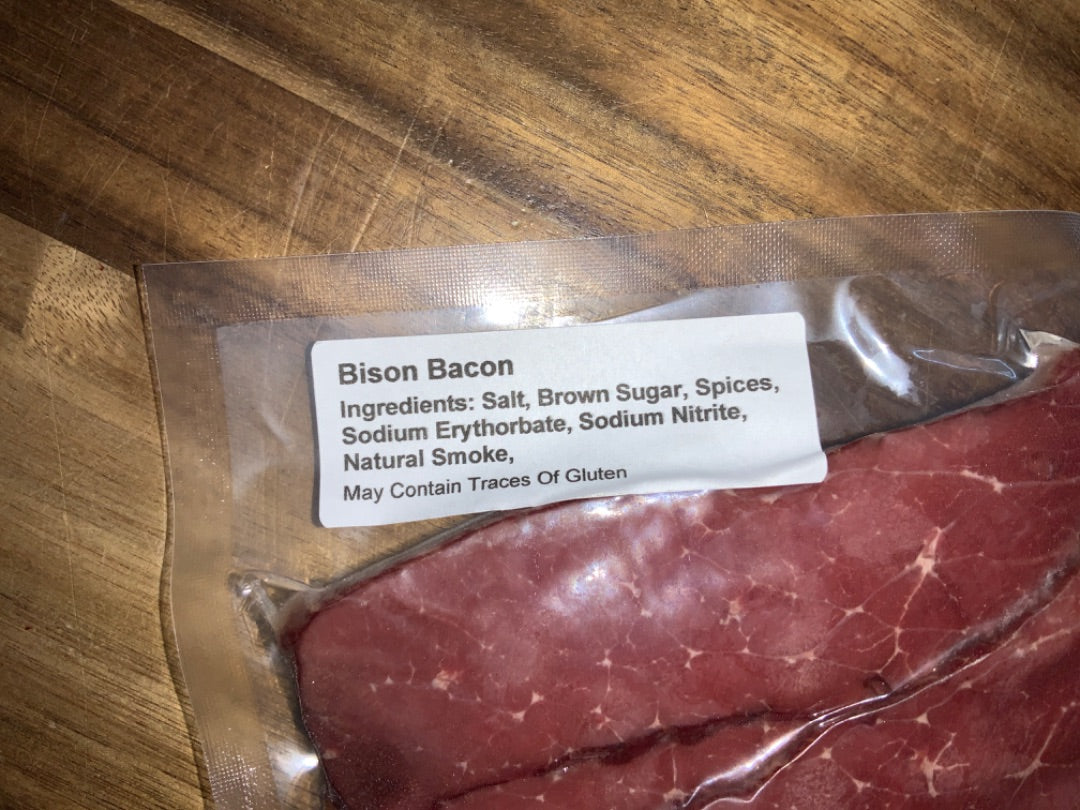 Bison Bacon
Ingredients: Salt, Brown Sugar, Spices,
Sodium Erythorbate, Sodium Nitrite,
Natural Smoke,
May Contain Traces Of Gluten